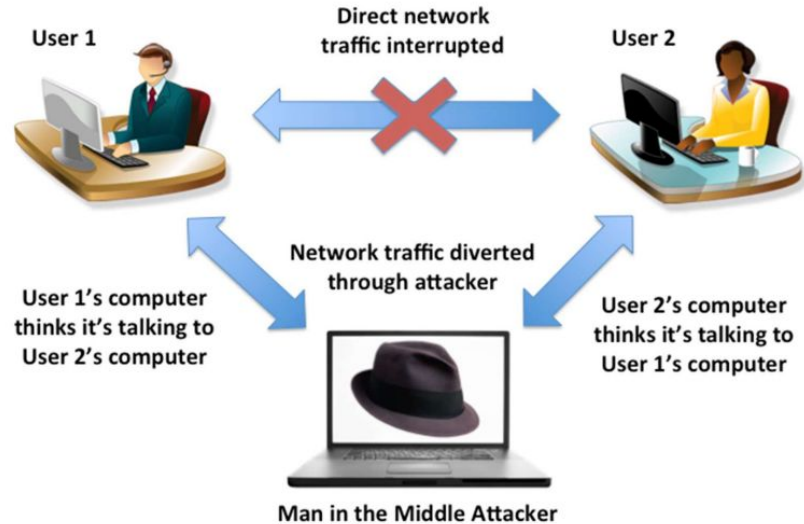 User 1
Direct network
traffic interrupted
User 2
Network traffic diverted
through attacker
User 1's computer
thinks it's talking to
User 2's computer
User 2's computer
thinks it's talking to
User 1's computer
Man in the Middle Attacker